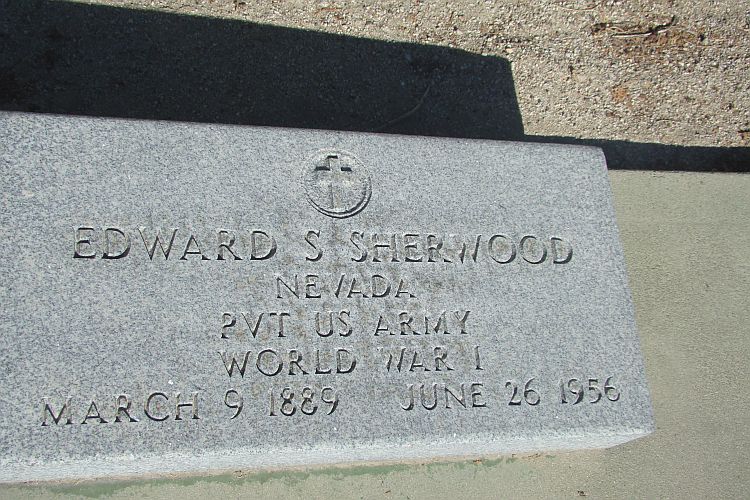 EDWARD S SHERWOOD
NEVADA
PVT US ARMY
WORLD WAR I
MARCH 9 1889 JUNE 26 1956